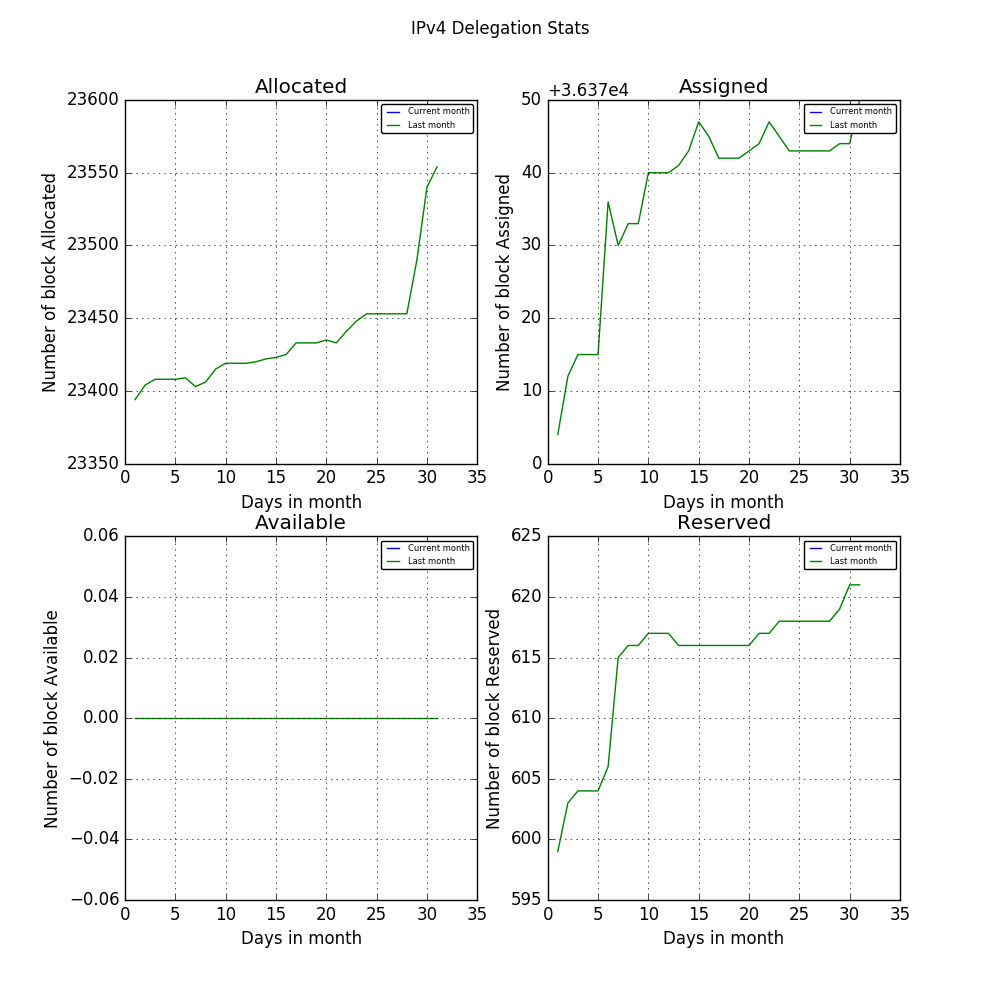 IPv4 Delegation Stats
Allocated
23600
23550
23500
23450
23400
23350
Number of block Allocated
0 5 10 15 20 25 30 35
Days in month
Current month
Last month
+3.637e4
Assigned
50
40
30
20
10
0
Number of block Assigned
0 5 10 15 20 25 30 35
Days in month
Current month
Last month
Available
0.06
0.04
0.02
0.00
−0.02
−0.04
−0.06
Number of block Available
0 5 10 15 20 25 30 35
Days in month
Current month
Last month
Reserved
625
620
615
610
605
600
595
Number of block Reserved
0 5 10 15 20 25 30 35
Days in month
Current month
Last month